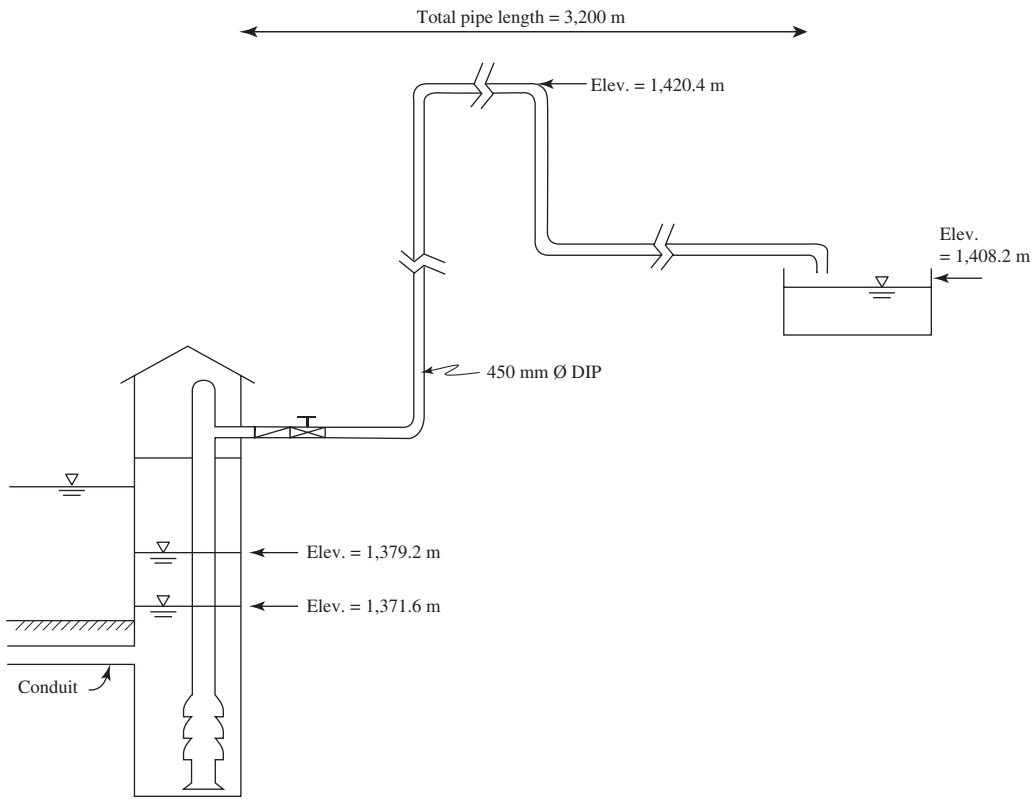 Total pipe length = 3,200 m
Elev. = 1,420.4 m
Elev.
= 1,408.2 m
450 mm Ø DIP
Elev. = 1,379.2 m
Elev. = 1,371.6 m
Conduit